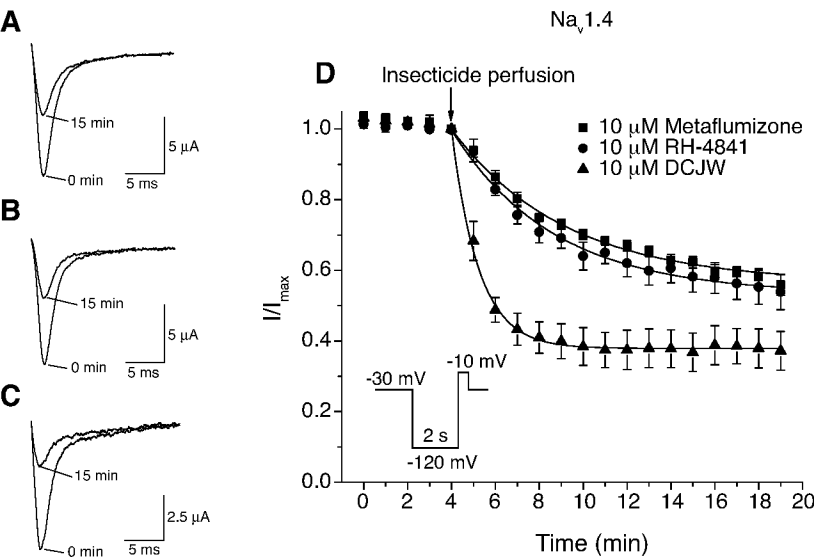 Na_v1.4
A
15 min
5 µA
0 min
5 ms
B
15 min
5 µA
0 min
5 ms
C
15 min
2.5 µA
0 min
5 ms
D
Insecticide perfusion
10 µM Metaflumizone
10 µM RH-4841
10 µM DCJW
1.0
0.8
0.6
0.4
0.2
0.0
I/I_max
-30 mV
-10 mV
2 s
-120 mV
0 2 4 6 8 10 12 14 16 18 20
Time (min)